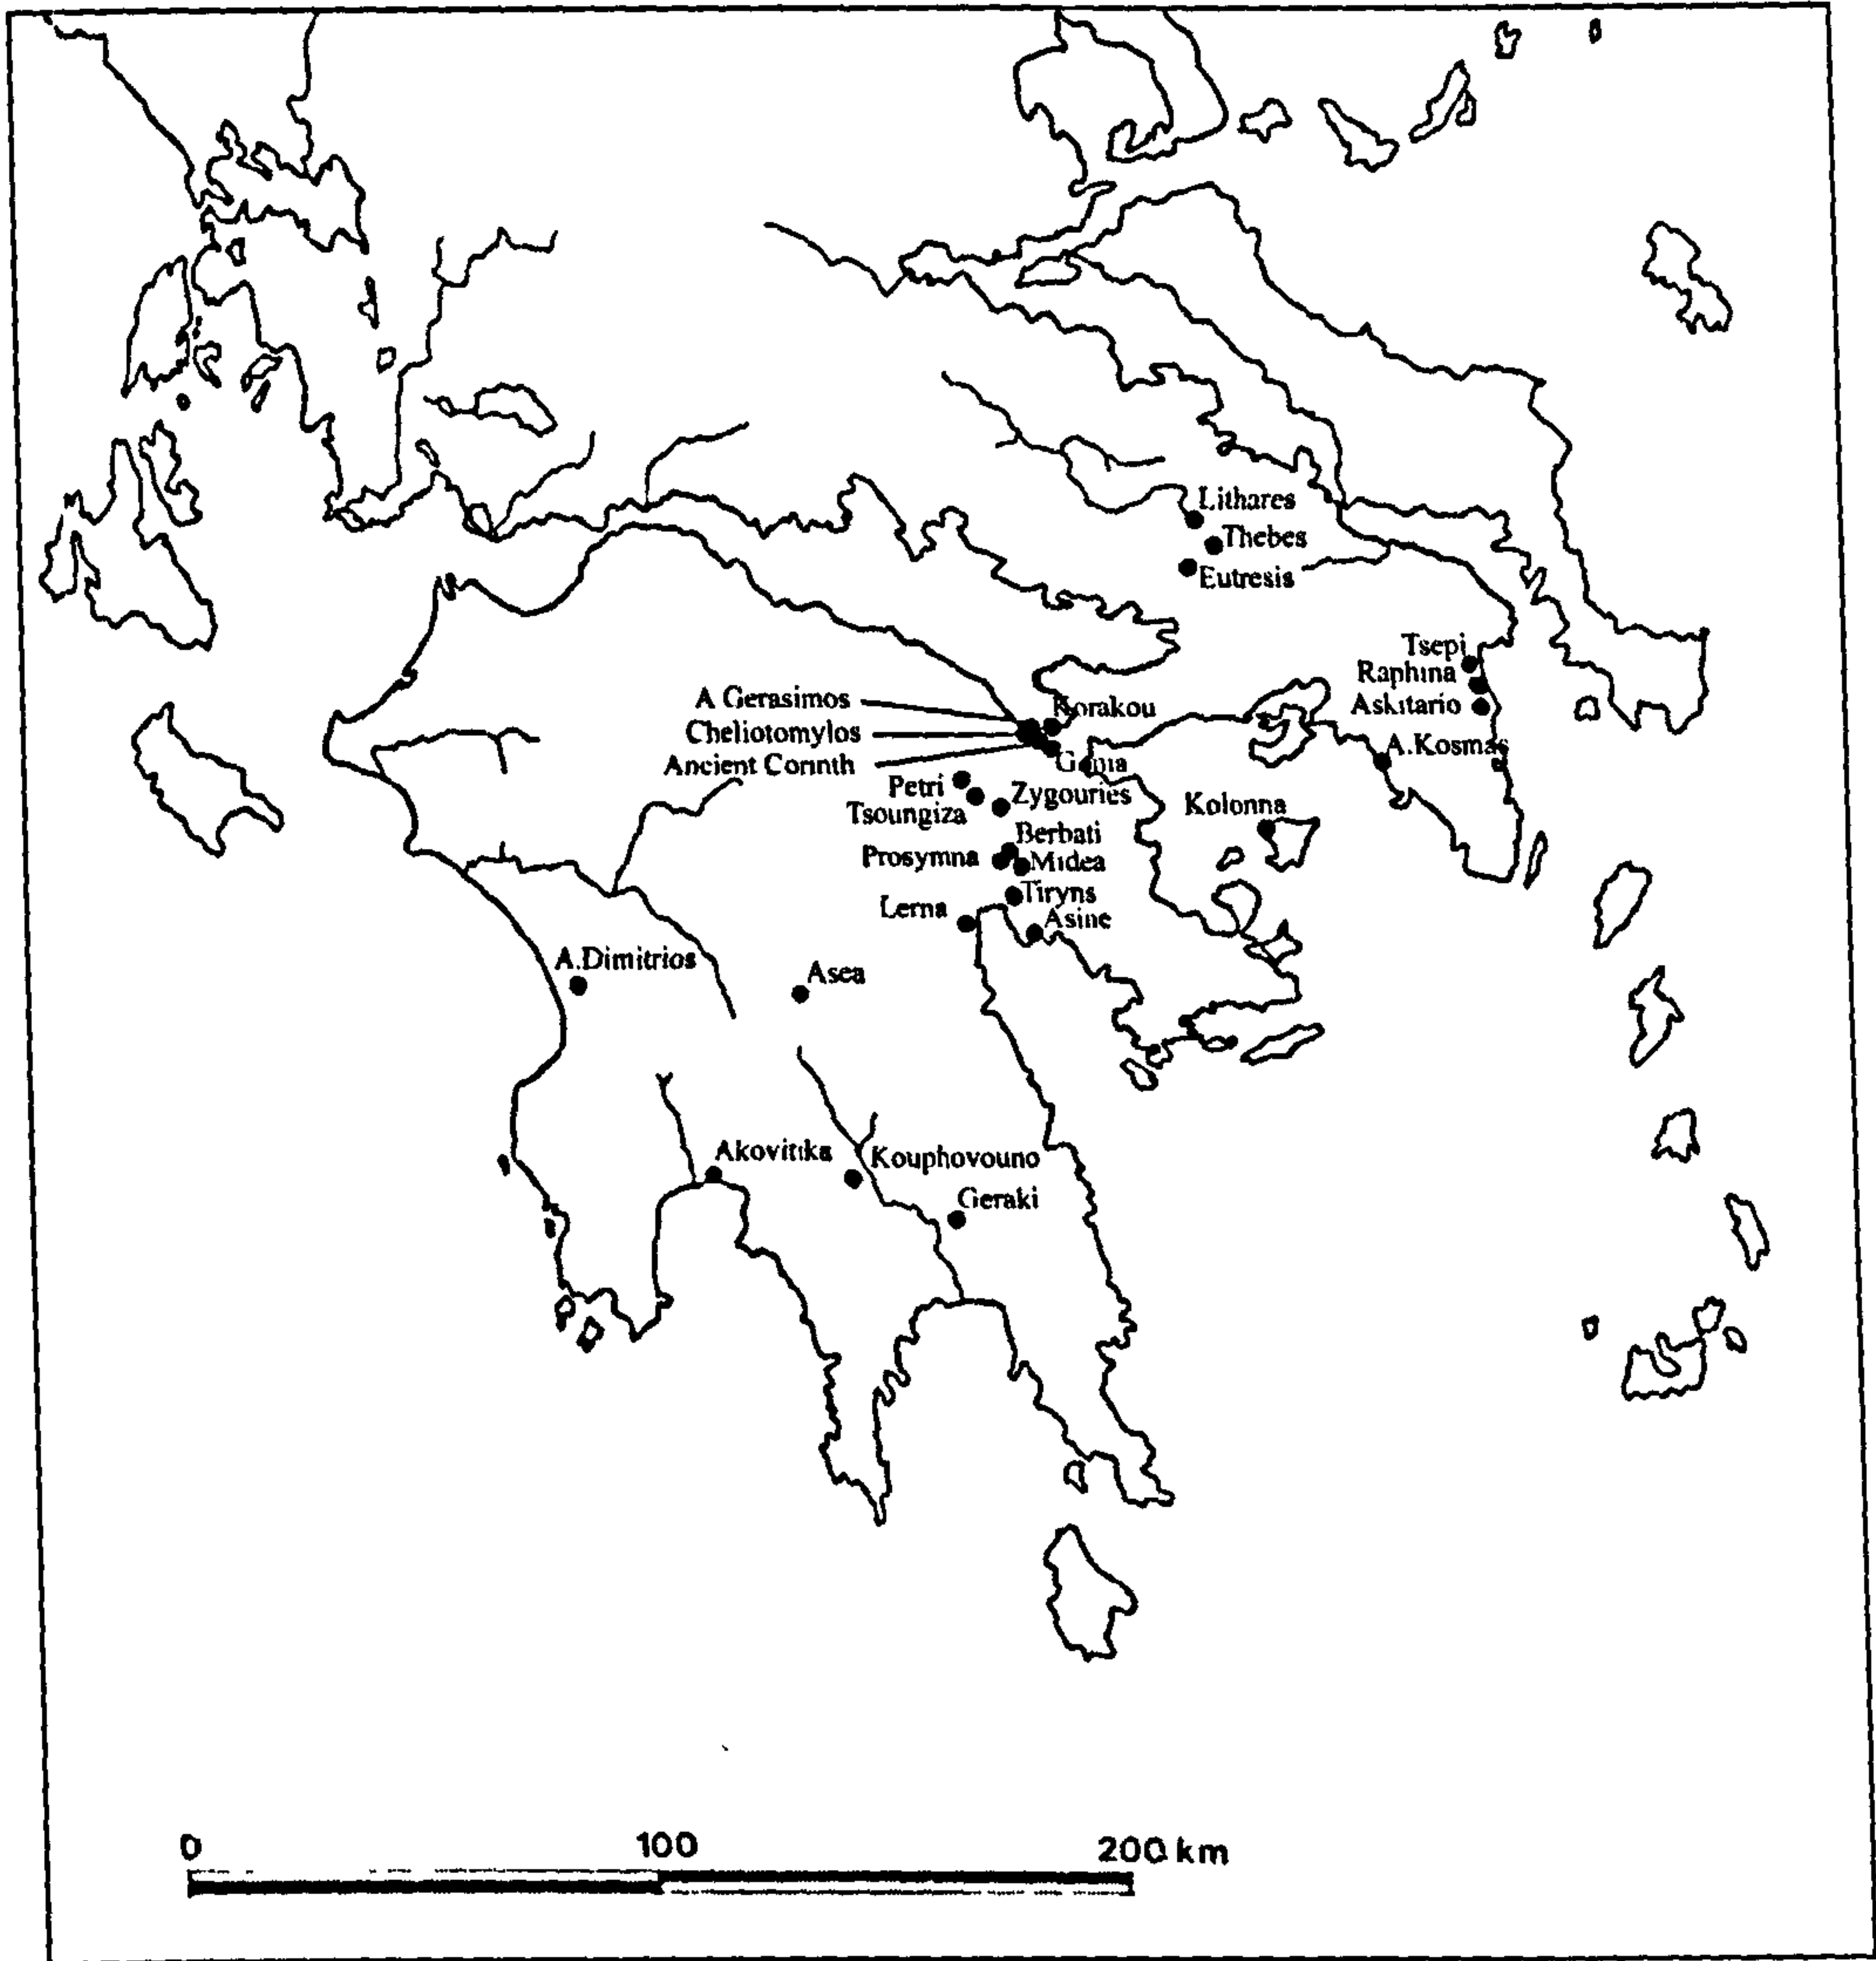 Lithares
Thebes
Eutresis
Tsepi
Raphina
Askitario
A.Kosmas
A Gerasimos
Korakou
Cheliotomylos
Ancient Corinth
Gonia
Petri
Zygouries
Tsoungiza
Kolonna
Berbati
Prosymna
Midea
Tiryns
Lerna
Asine
A.Dimitrios
Asea
Akovitika
Kouphovouno
Geraki
0 100 200 km